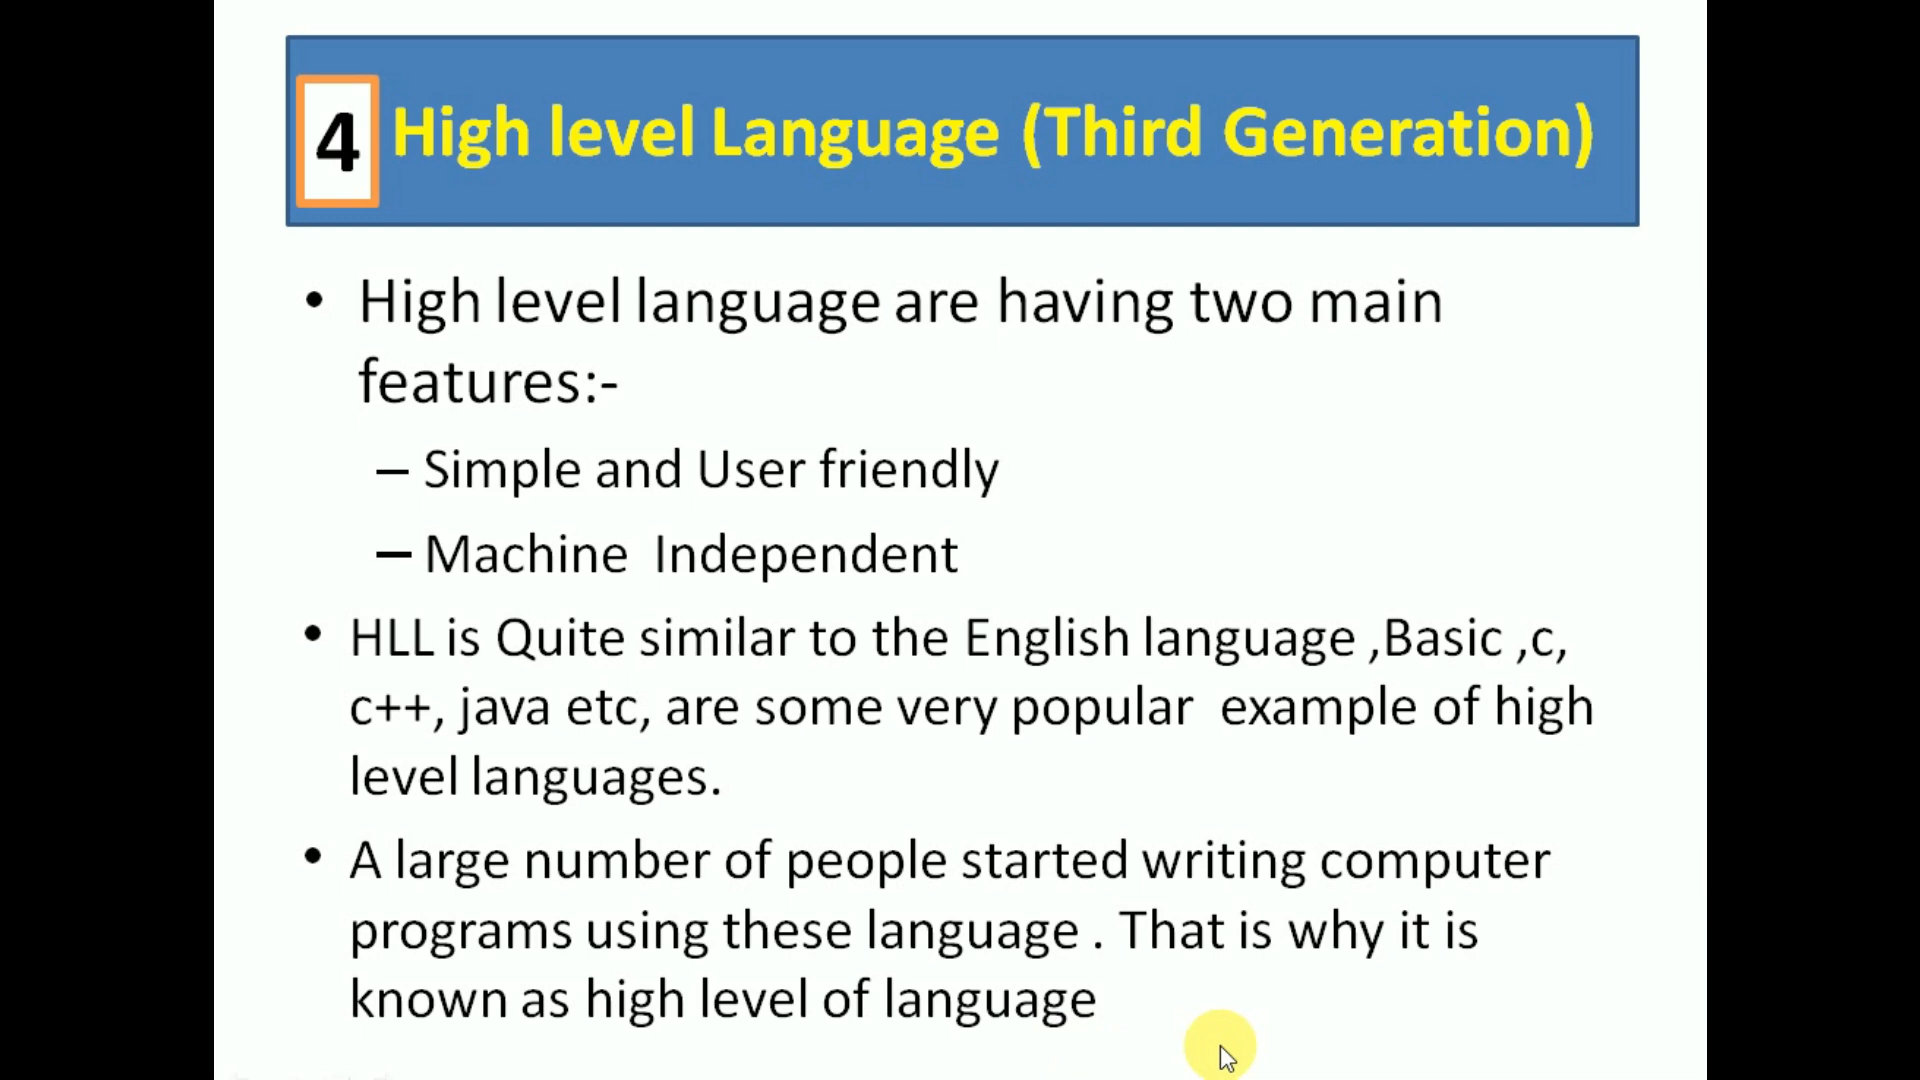 4 High level Language (Third Generation)
• High level language are having two main
features:-
– Simple and User friendly
– Machine Independent
• HLL is Quite similar to the English language ,Basic ,c,
c++, java etc, are some very popular example of high
level languages.
• A large number of people started writing computer
programs using these language . That is why it is
known as high level of language